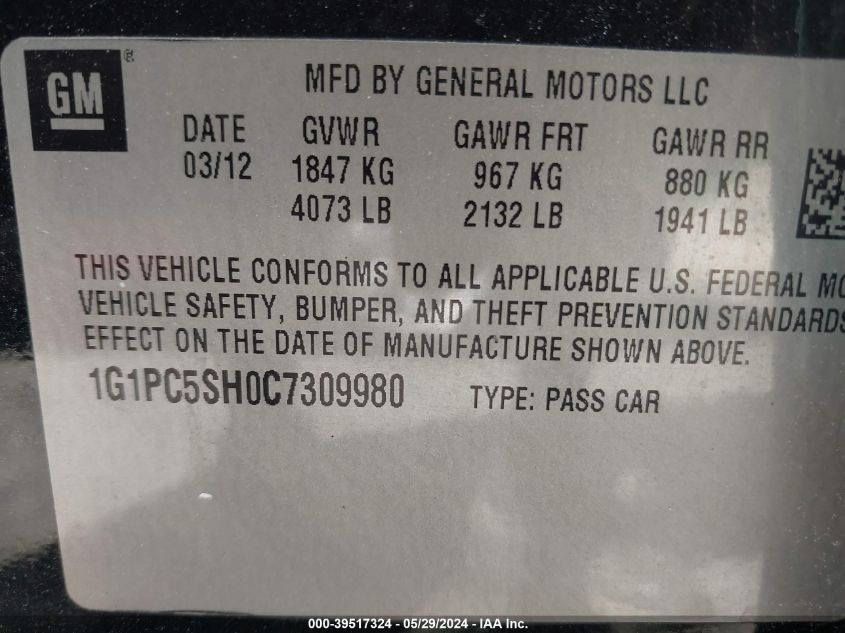 GM ®
MFD BY GENERAL MOTORS LLC
DATE GVWR GAWR FRT GAWR RR
03/12 1847 KG 967 KG 880 KG
4073 LB 2132 LB 1941 LB
THIS VEHICLE CONFORMS TO ALL APPLICABLE U.S. FEDERAL
VEHICLE SAFETY, BUMPER, AND THEFT PREVENTION STANDARDS
EFFECT ON THE DATE OF MANUFACTURE SHOWN ABOVE.
1G1PC5SH0C7309980 TYPE: PASS CAR
000-39517324 - 05/29/2024 - IAA Inc.